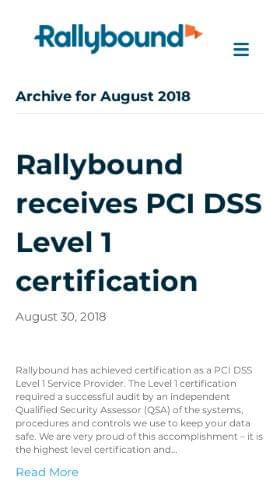 Rallybound
Archive for August 2018
Rallybound
receives PCI DSS
Level 1
certification
August 30, 2018
Rallybound has achieved certification as a PCI DSS
Level 1 Service Provider. The Level 1 certification
required a successful audit by an independent
Qualified Security Assessor (QSA) of the systems,
procedures and controls we use to keep your data
safe. We are very proud of this accomplishment – it is
the highest level certification and...
Read More